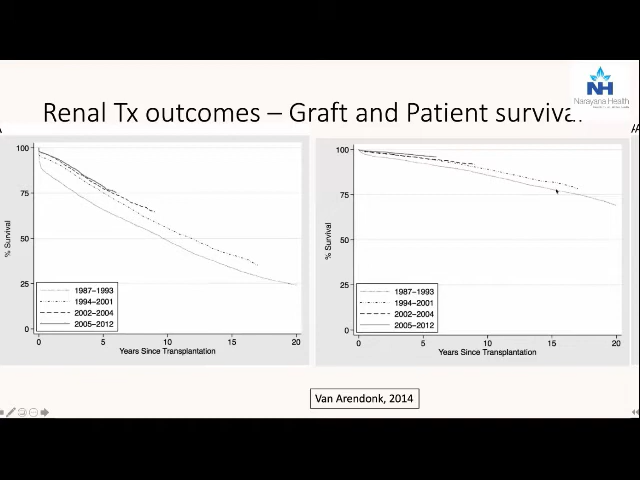 NH
Narayana Health
Renal Tx outcomes – Graft and Patient surviva
100
75
50
25
0
% Survival
1987–1993
1994–2001
2002–2004
2005–2012
0 5 10 15 20
Years Since Transplantation
100
75
50
25
0
% Survival
1987–1993
1994–2001
2002–2004
2005–2012
0 5 10 15 20
Years Since Transplantation
Van Arendonk, 2014